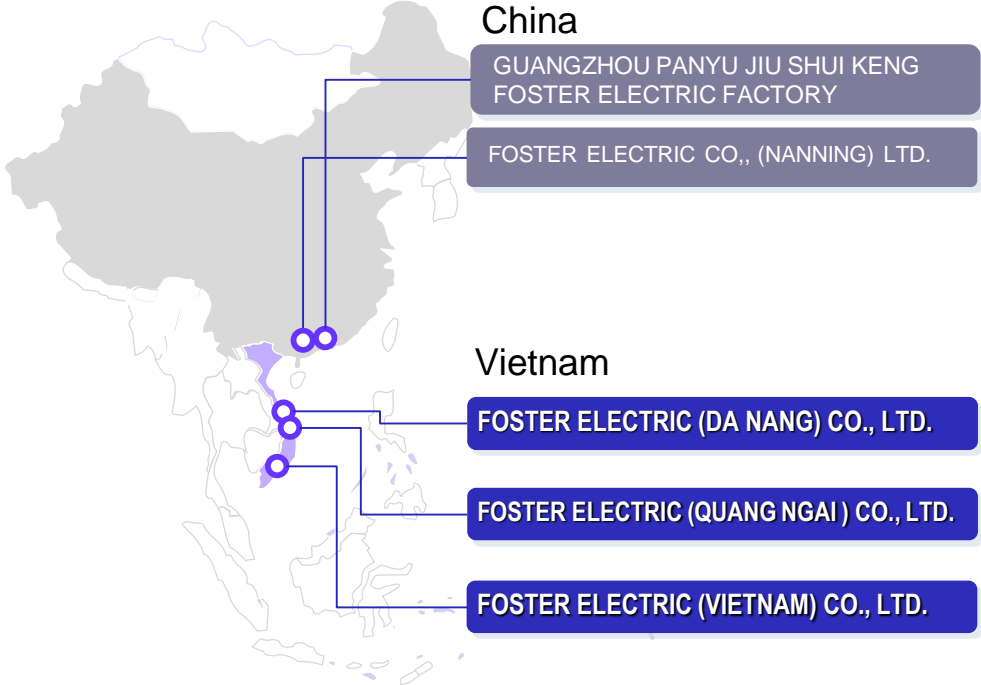 China
GUANGZHOU PANYU JIU SHUI KENG
FOSTER ELECTRIC FACTORY
FOSTER ELECTRIC CO,, (NANNING) LTD.
Vietnam
FOSTER ELECTRIC (DA NANG) CO., LTD.
FOSTER ELECTRIC (QUANG NGAI ) CO., LTD.
FOSTER ELECTRIC (VIETNAM) CO., LTD.